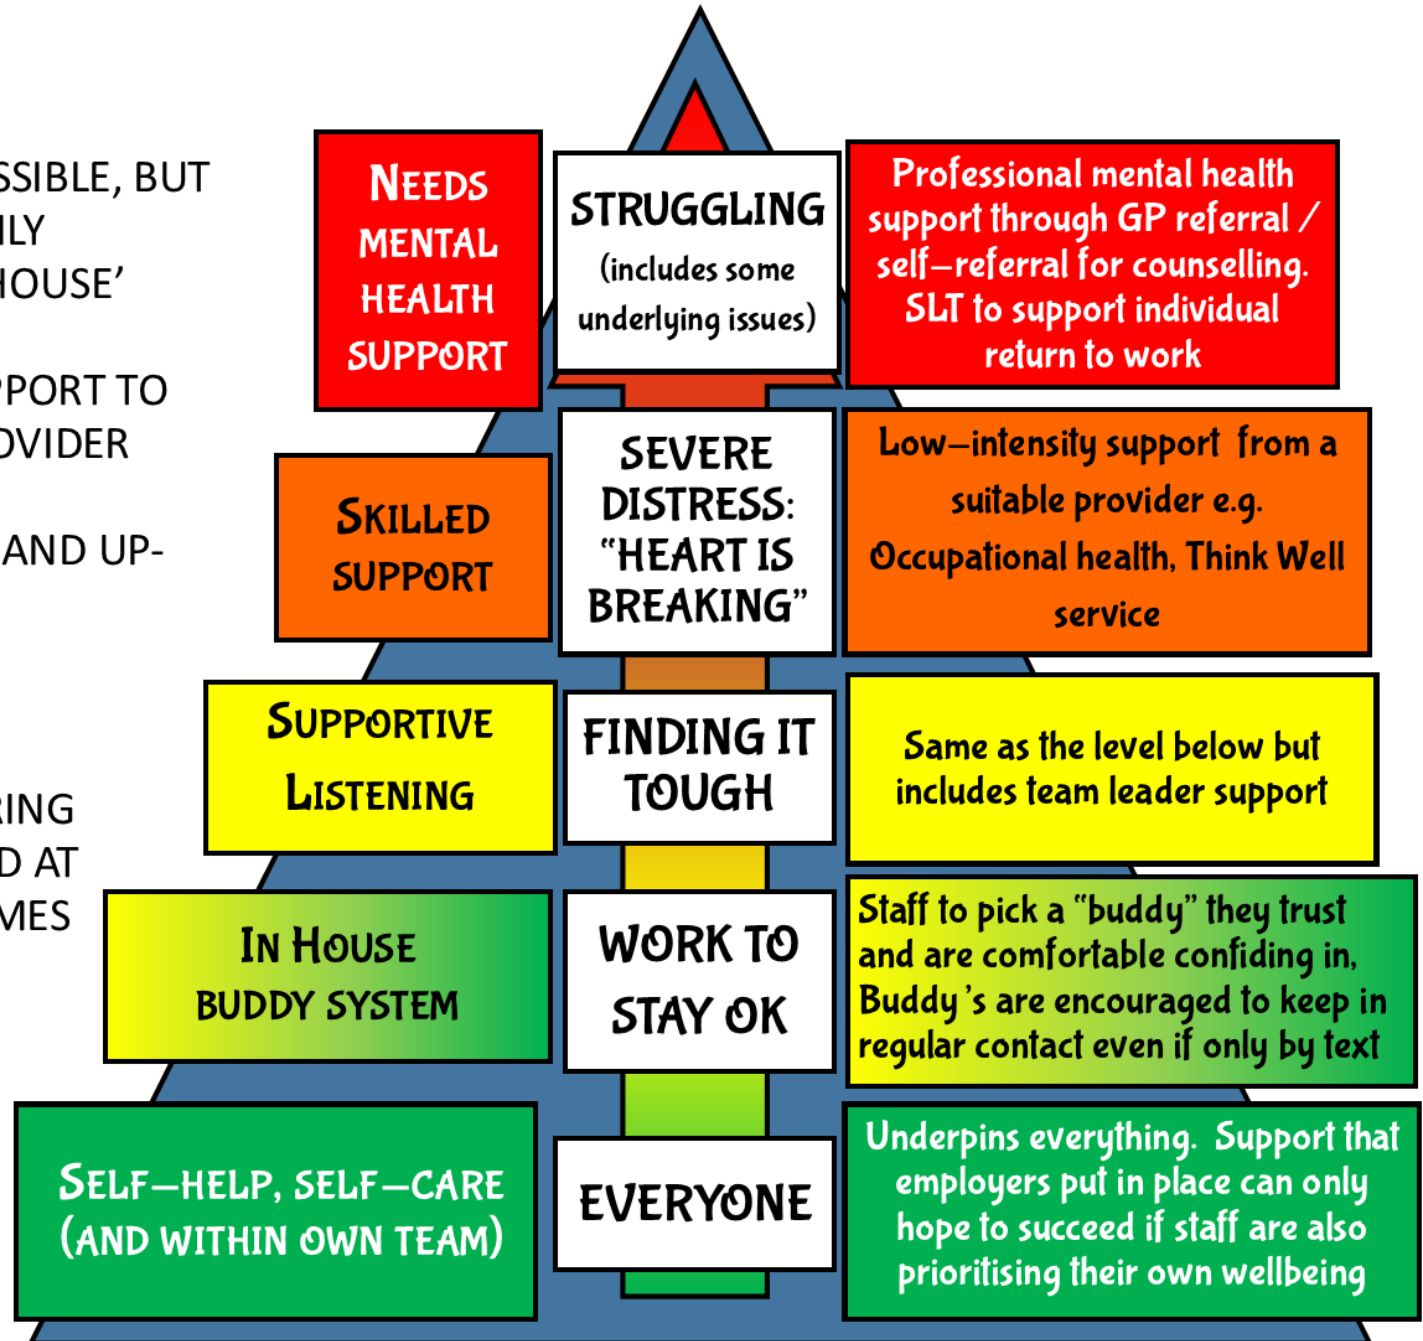 SSIBLE, BUT
ILY
HOUSE’
PPORT TO
OVIDER
AND UP-
RING
D AT
MES
NEEDS
MENTAL
HEALTH
SUPPORT
STRUGGLING
(includes some
underlying issues)
Professional mental health
support through GP referral /
self-referral for counselling.
SLT to support individual
return to work
SKILLED
SUPPORT
SEVERE
DISTRESS:
“HEART IS
BREAKING”
Low-intensity support from a
suitable provider e.g.
Occupational health, Think Well
service
SUPPORTIVE
LISTENING
FINDING IT
TOUGH
Same as the level below but
includes team leader support
IN HOUSE
BUDDY SYSTEM
WORK TO
STAY OK
Staff to pick a “buddy” they trust
and are comfortable confiding in,
Buddy’s are encouraged to keep in
regular contact even if only by text
SELF-HELP, SELF-CARE
(AND WITHIN OWN TEAM)
EVERYONE
Underpins everything. Support that
employers put in place can only
hope to succeed if staff are also
prioritising their own wellbeing